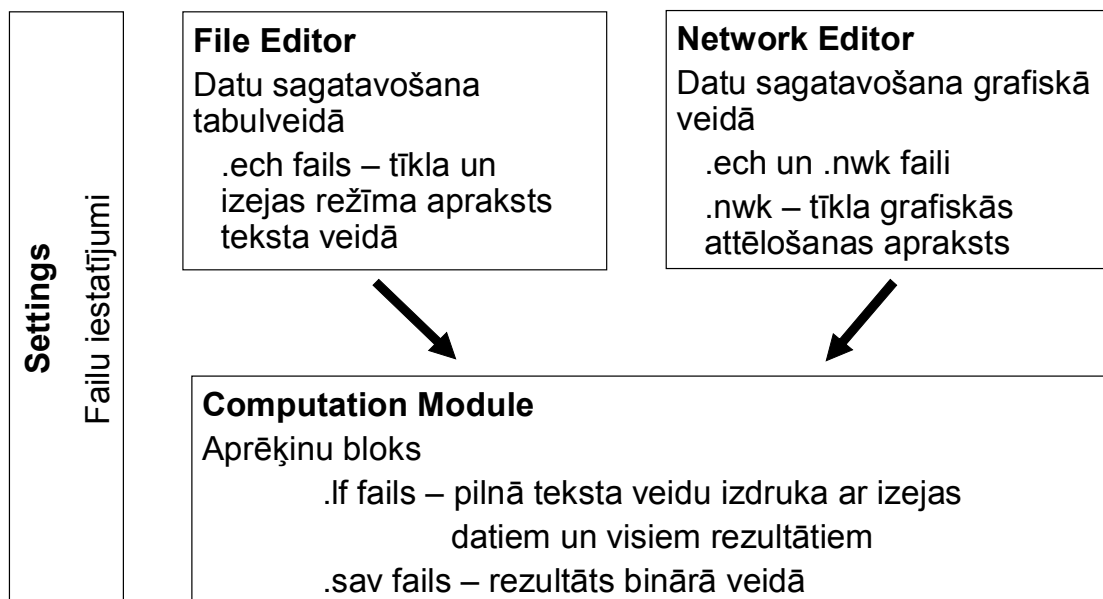 Settings
Failu iestatījumi
File Editor
Datu sagatavošana
tabulveidā
.ech fails – tīkla un
izejas režīma apraksts
teksta veidā
Network Editor
Datu sagatavošana grafiskā
veidā
.ech un .nwk faili
.nwk – tīkla grafiskās
attēlošanas apraksts
Computation Module
Aprēķinu bloks
.lf fails – pilnā teksta veidu izdruka ar izejas
datiem un visiem rezultātiem
.sav fails – rezultāts binārā veidā